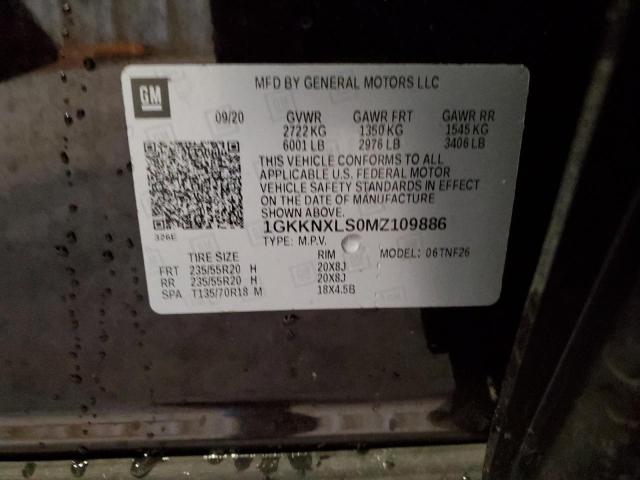 GM
MFD BY GENERAL MOTORS LLC
09/20 GVWR GAWR FRT GAWR RR
2722 KG 1350 KG 1545 KG
6001 LB 2976 LB 3406 LB
THIS VEHICLE CONFORMS TO ALL
APPLICABLE U.S. FEDERAL MOTOR
VEHICLE SAFETY STANDARDS IN EFFECT
ON THE DATE OF MANUFACTURE
SHOWN ABOVE.
326E
1GKKNXLS0MZ109886
TYPE: M.P.V. MODEL: 06TNF26
TIRE SIZE RIM
FRT 235/55R20 H 20X8J
RR 235/55R20 H 20X8J
SPA T135/70R18 M 18X4.5B